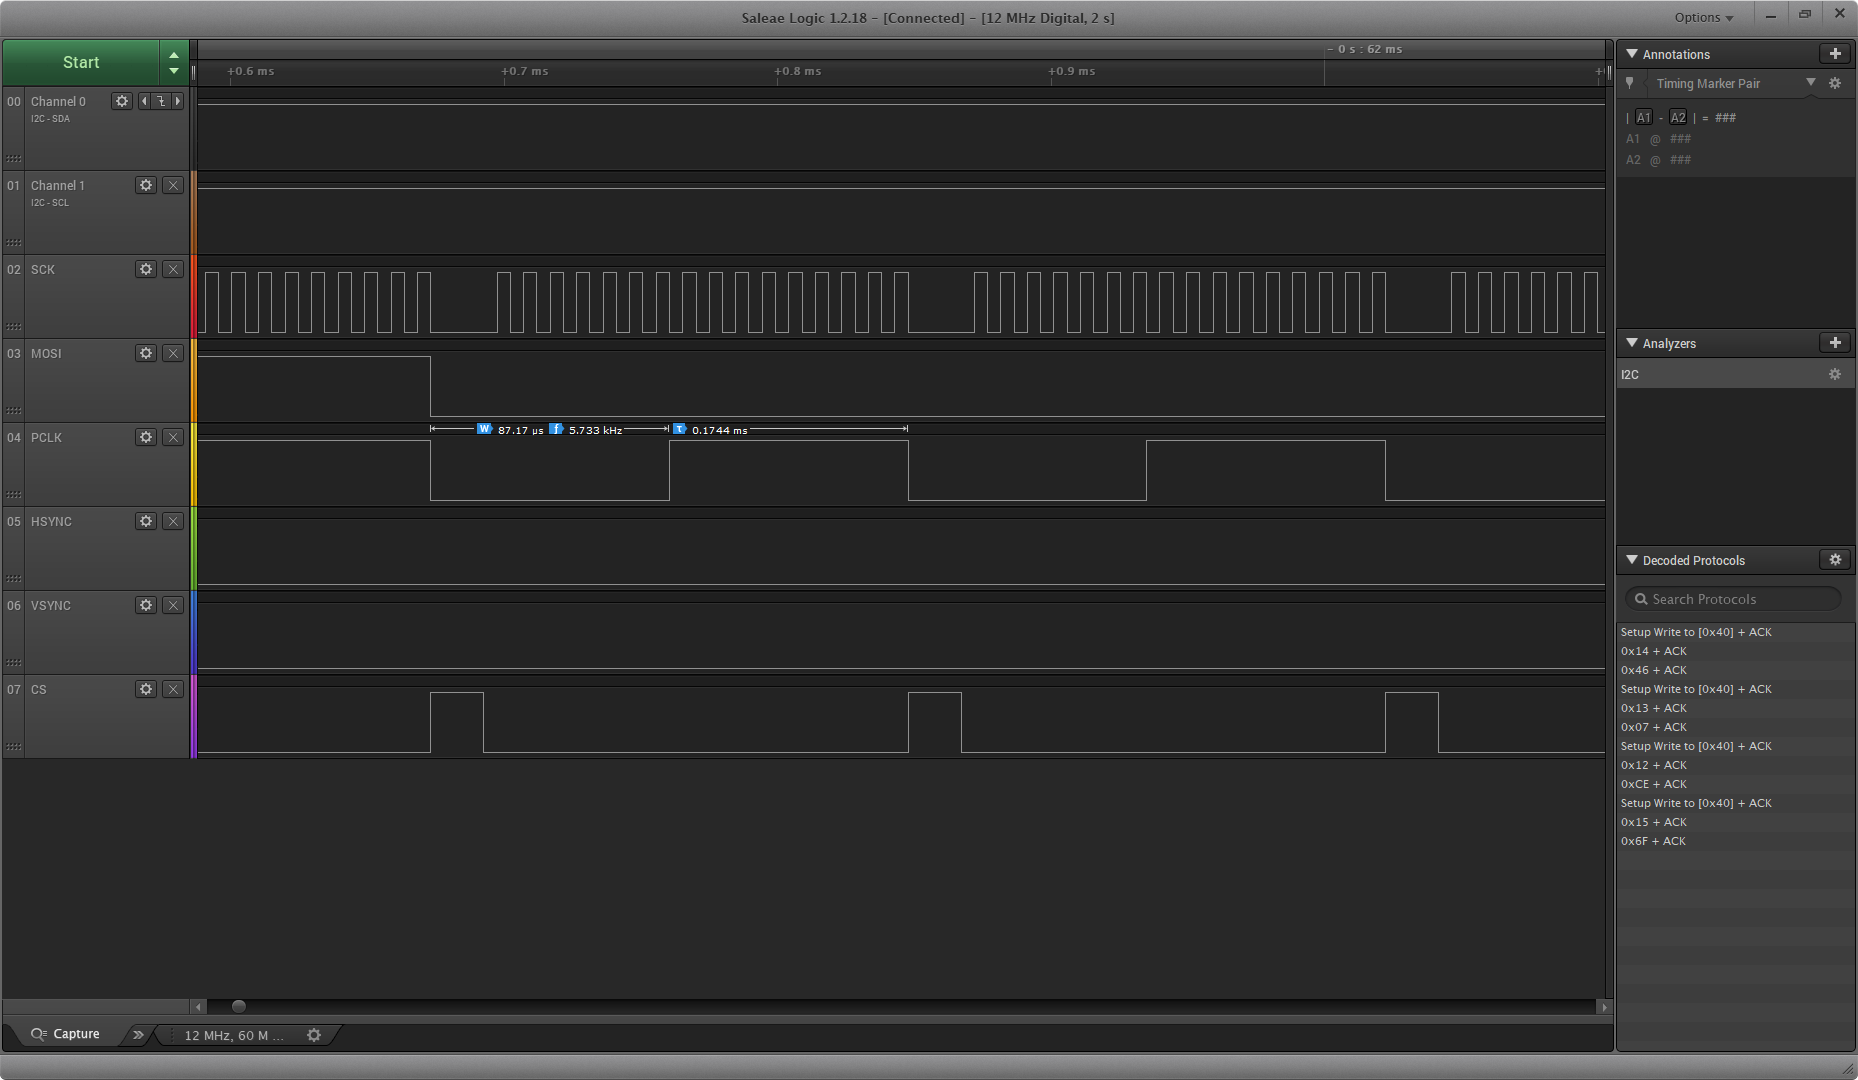 Saleae Logic 1.2.18 - [Connected] - [12 MHz Digital, 2 s]
Options
Start
- 0 s : 62 ms
+0.6 ms +0.7 ms +0.8 ms +0.9 ms
00 Channel 0
I2C - SDA
01 Channel 1
I2C - SCL
02 SCK
03 MOSI
W 87.17 µs f 5.733 kHz τ 0.1744 ms
04 PCLK
05 HSYNC
06 VSYNC
07 CS
Capture
12 MHz, 60 M ...
Annotations
Timing Marker Pair
| A1 - A2 | = ###
A1 @ ###
A2 @ ###
Analyzers
I2C
Decoded Protocols
Search Protocols
Setup Write to [0x40] + ACK
0x14 + ACK
0x46 + ACK
Setup Write to [0x40] + ACK
0x13 + ACK
0x07 + ACK
Setup Write to [0x40] + ACK
0x12 + ACK
0xCE + ACK
Setup Write to [0x40] + ACK
0x15 + ACK
0x6F + ACK